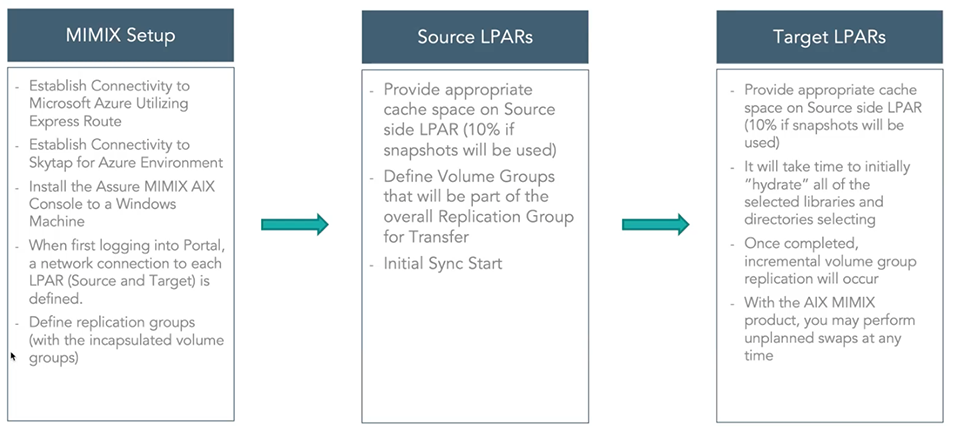 MIMIX Setup
- Establish Connectivity to
Microsoft Azure Utilizing
Express Route
- Establish Connectivity to
Skytap for Azure Environment
- Install the Assure MIMIX AIX
Console to a Windows
Machine
- When first logging into Portal,
a network connection to each
LPAR (Source and Target) is
defined.
- Define replication groups
(with the incapsulated volume
groups)
Source LPARs
- Provide appropriate
cache space on Source
side LPAR (10% if
snapshots will be used)
- Define Volume Groups
that will be part of the
overall Replication Group
for Transfer
- Initial Sync Start
Target LPARs
- Provide appropriate cache
space on Source side LPAR
(10% if snapshots will be
used)
- It will take time to initially
“hydrate” all of the
selected libraries and
directories selecting
- Once completed,
incremental volume group
replication will occur
- With the AIX MIMIX
product, you may perform
unplanned swaps at any
time